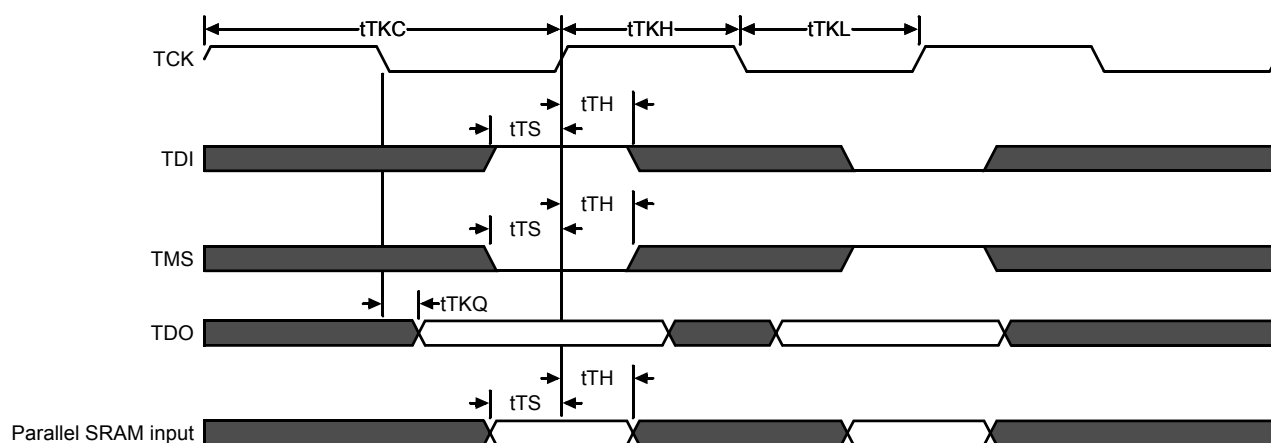 tTKC tTKH tTKL
TCK
tTH
tTS
TDI
tTH
tTS
TMS
tTKQ
TDO
tTH
tTS
Parallel SRAM input